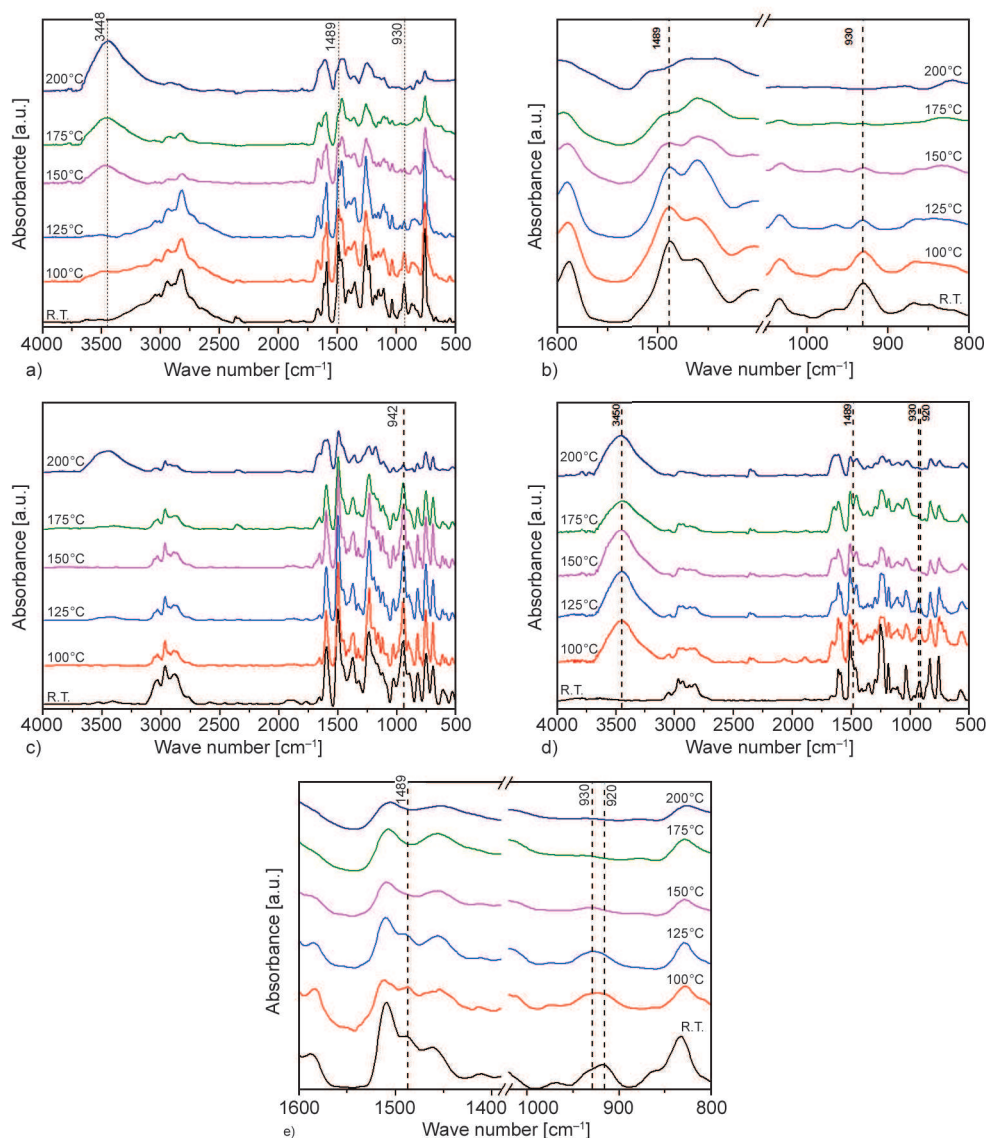 3448
1489
930
200°C
175°C
150°C
125°C
100°C
R.T.
Absorbancte [a.u.]
4000 3500 3000 2500 2000 1500 1000 500
Wave number [cm⁻¹]
a)
1489
930
200°C
175°C
150°C
125°C
100°C
R.T.
Absorbance [a.u.]
1600 1500 1000 900 800
Wave number [cm⁻¹]
b)
942
200°C
175°C
150°C
125°C
100°C
R.T.
Absorbance [a.u.]
4000 3500 3000 2500 2000 1500 1000 500
Wave number [cm⁻¹]
c)
3450
1489
930
920
200°C
175°C
150°C
125°C
100°C
R.T.
Absorbance [a.u.]
4000 3500 3000 2500 2000 1500 1000 500
Wave number [cm⁻¹]
d)
1489
930
920
200°C
175°C
150°C
125°C
100°C
R.T.
Absorbance [a.u.]
1600 1500 1400 1000 900 800
Wave number [cm⁻¹]
e)